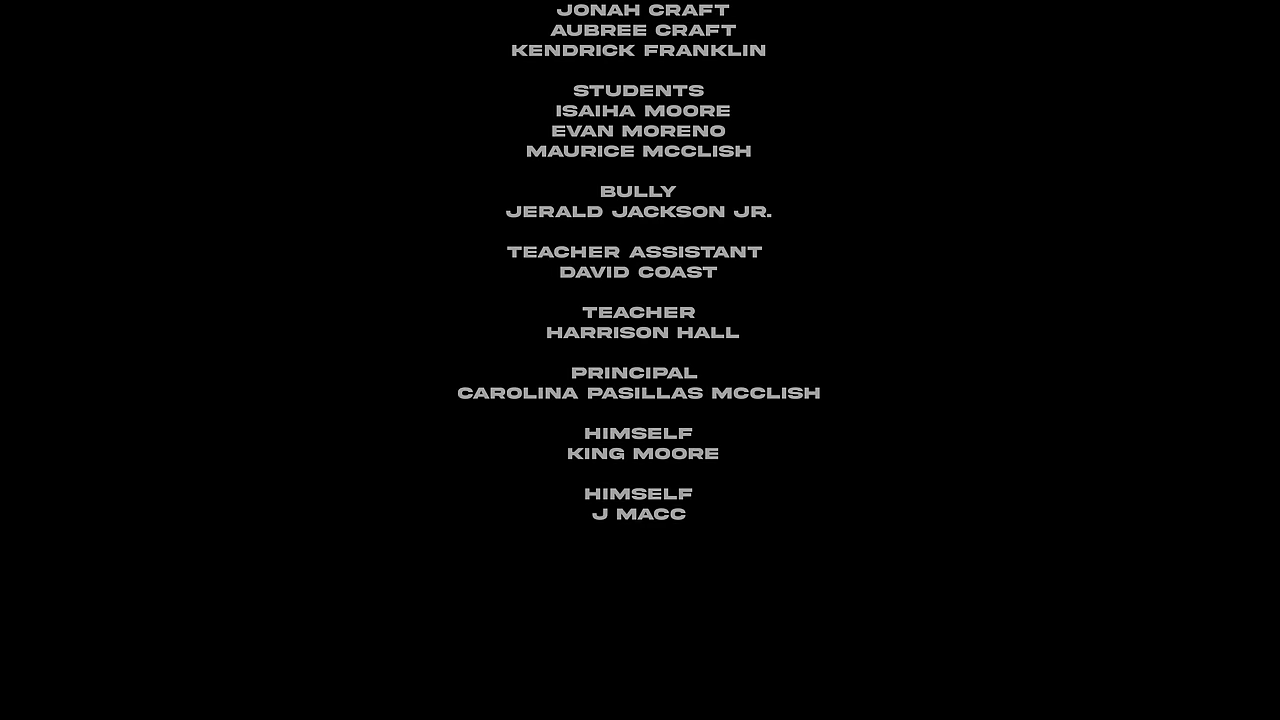 JONAH CRAFT
AUBREE CRAFT
KENDRICK FRANKLIN
STUDENTS
ISAIHA MOORE
EVAN MORENO
MAURICE MCCLISH
BULLY
JERALD JACKSON JR.
TEACHER ASSISTANT
DAVID COAST
TEACHER
HARRISON HALL
PRINCIPAL
CAROLINA PASILLAS MCCLISH
HIMSELF
KING MOORE
HIMSELF
J MACC